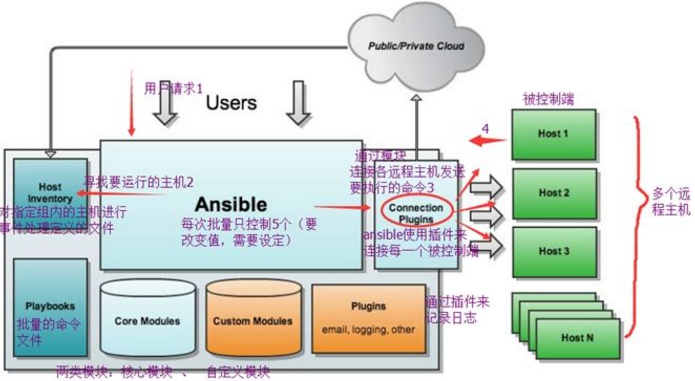 Public/Private Cloud
用户请求1
Users
被控制端
4
Host 1
通过模块
连接各远程主机发送
要执行的命令3
Host
Inventory
寻找要运行的主机2
对指定组内的主机进行
事件处理定义的文件
Ansible
每次批量只控制5个（要
改变值，需要设定）
Connection
Plugins
ansible使用插件来
连接每一个被控制端
Host 2
Host 3
Host N
多个远
程主机
Playbooks
批量的命令
文件
Core Modules
Custom Modules
Plugins
email, logging, other
通过插件来
记录日志
两类模块：核心模块 、 自定义模块